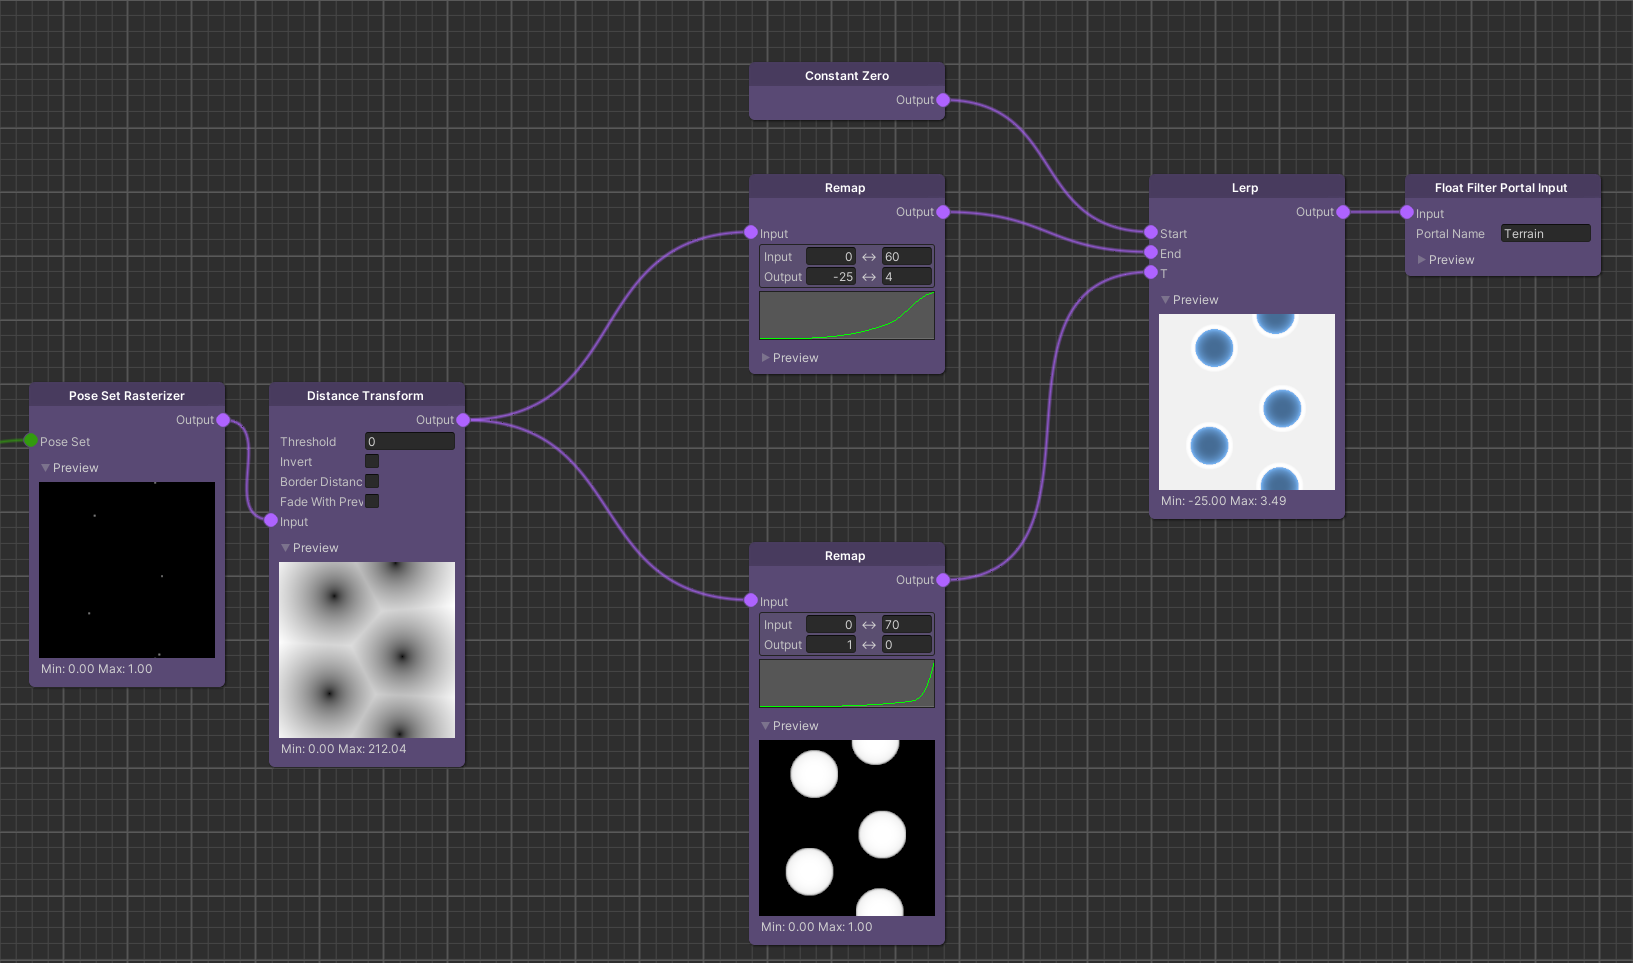 Constant Zero
Output
Remap
Output
Input
Input 0 ↔ 60
Output -25 ↔ 4
Preview
Lerp
Output
Start
End
T
Preview
Min: -25.00 Max: 3.49
Float Filter Portal Input
Input
Portal Name Terrain
Preview
Pose Set Rasterizer
Output
Pose Set
Preview
Min: 0.00 Max: 1.00
Distance Transform
Output
Threshold 0
Invert
Border Distanc
Fade With Prev
Input
Preview
Min: 0.00 Max: 212.04
Remap
Output
Input
Input 0 ↔ 70
Output 1 ↔ 0
Preview
Min: 0.00 Max: 1.00